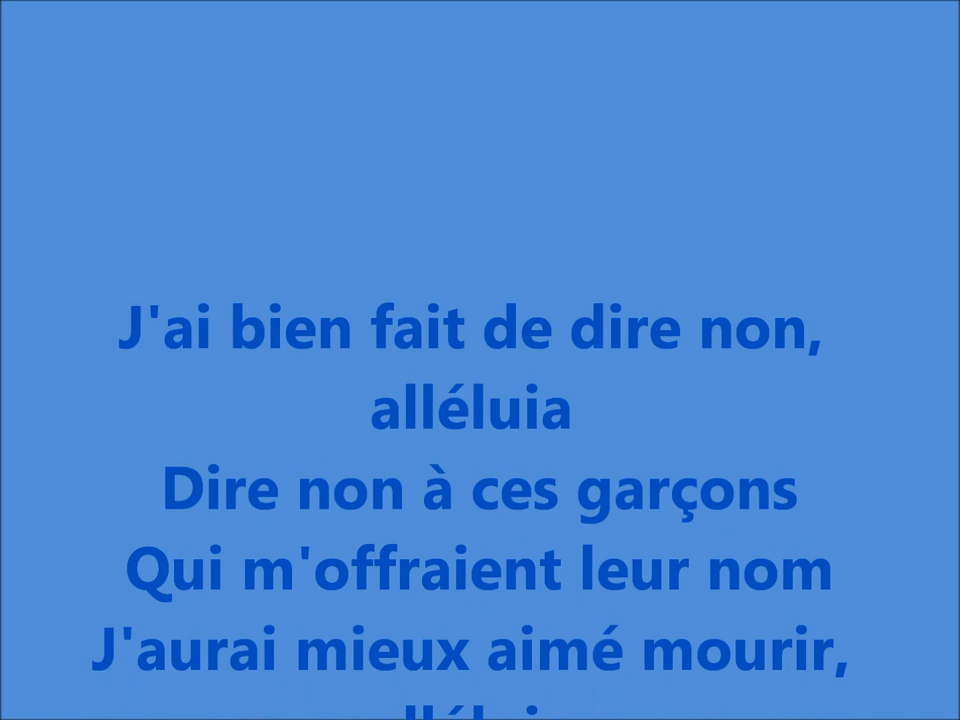 J'ai bien fait de dire non,
alléluia
Dire non à ces garçons
Qui m'offraient leur nom
J'aurai mieux aimé mourir,